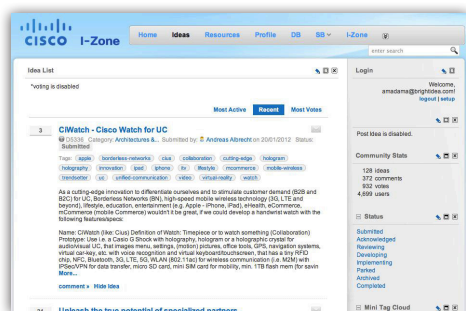 CISCO I-Zone
Home Ideas Resources Profile DB SB I-Zone
enter search
Idea List
*voting is disabled
Most Active Recent Most Votes
3 CiWatch - Cisco Watch for UC
D5336 Category: Architectures - A... Submitted by: Andreas Albrecht on 20/01/2012 Status:
Submitted
Tags: apple borderless-networks cius collaboration cutting-edge hologram
holography innovation ipad iphone itv lifestyle mcommerce mobile-wireless
trendsetter uc unified-communication video virtual-reality watch
As a cutting-edge innovation to differentiate ourselves and to stimulate customer demand (B2B and
B2C) for UC, Borderless Networks (BN), high-speed mobile wireless technology (3G, LTE and
beyond), lifestyle, education, entertainment (e.g. Apple - iPhone, iPad), eHealth, eCommerce,
mCommerce (mobile Commerce) wouldn't it be great, if we could develop a handwrist watch with the
following features/specs:
Name: CiWatch (like: Cius) Definition of Watch: Timepiece or to watch something (Collaboration)
Prototype: Use i.e. a Casio G Shock with holography, hologram or a holographic crystal for
audio/visual UC, that images menu, settings, (motion) pictures, office tools, GPS, navigation systems,
virtual car-key, etc. with voice recognition and virtual keyboard/touchscreen, that has a tiny RFID
chip, NFC, Bluetooth, 3G, LTE, 5G, WLAN (802.11ac) for wireless communication (i.e. M2M) with
IPSec/VPN for data transfer, micro SD card, mini SIM card for mobility, min. 1TB flash mem (for savin
More...
comment » Hide Idea
Unleash the true potential of specialized partners
Login
Welcome,
amadama@brightidea.com!
logout | setup
Post Idea is disabled.
Community Stats
128 ideas
372 comments
932 votes
4,699 users
Status
Submitted
Acknowledged
Reviewing
Developing
Implementing
Parked
Archived
Completed
Mini Tag Cloud